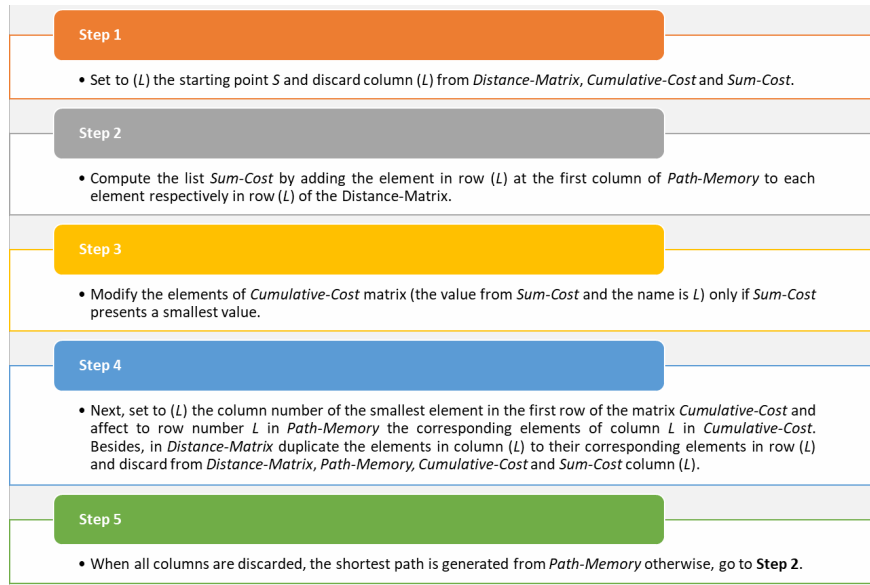 Step 1
• Set to (L) the starting point S and discard column (L) from Distance-Matrix, Cumulative-Cost and Sum-Cost.
Step 2
• Compute the list Sum-Cost by adding the element in row (L) at the first column of Path-Memory to each
element respectively in row (L) of the Distance-Matrix.
Step 3
• Modify the elements of Cumulative-Cost matrix (the value from Sum-Cost and the name is L) only if Sum-Cost
presents a smallest value.
Step 4
• Next, set to (L) the column number of the smallest element in the first row of the matrix Cumulative-Cost and
affect to row number L in Path-Memory the corresponding elements of column L in Cumulative-Cost.
Besides, in Distance-Matrix duplicate the elements in column (L) to their corresponding elements in row (L)
and discard from Distance-Matrix, Path-Memory, Cumulative-Cost and Sum-Cost column (L).
Step 5
• When all columns are discarded, the shortest path is generated from Path-Memory otherwise, go to Step 2.